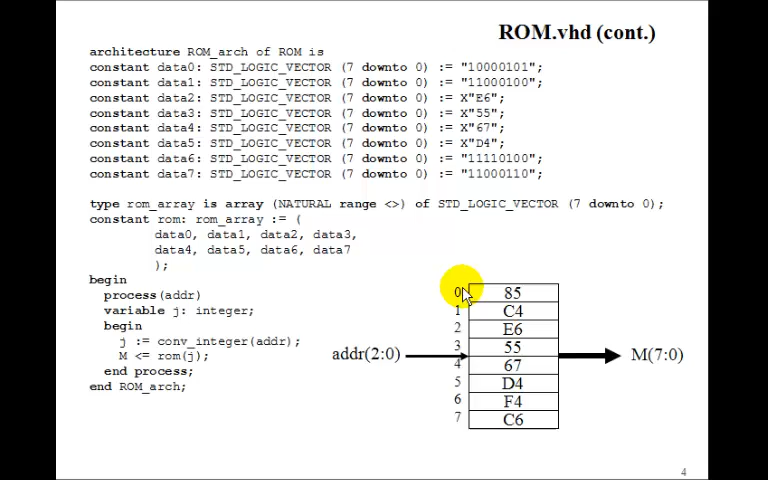 ROM.vhd (cont.)
architecture ROM_arch of ROM is
constant data0: STD_LOGIC_VECTOR (7 downto 0) := "10000101";
constant data1: STD_LOGIC_VECTOR (7 downto 0) := "11000100";
constant data2: STD_LOGIC_VECTOR (7 downto 0) := X"E6";
constant data3: STD_LOGIC_VECTOR (7 downto 0) := X"55";
constant data4: STD_LOGIC_VECTOR (7 downto 0) := X"67";
constant data5: STD_LOGIC_VECTOR (7 downto 0) := X"D4";
constant data6: STD_LOGIC_VECTOR (7 downto 0) := "11110100";
constant data7: STD_LOGIC_VECTOR (7 downto 0) := "11000110";
type rom_array is array (NATURAL range <>) of STD_LOGIC_VECTOR (7 downto 0);
constant rom: rom_array := (
data0, data1, data2, data3,
data4, data5, data6, data7
);
begin
process(addr)
variable j: integer;
begin
j := conv_integer(addr);
M <= rom(j);
end process;
end ROM_arch;
addr(2:0)
0 85
1 C4
2 E6
3 55
4 67
5 D4
6 F4
7 C6
M(7:0)
4